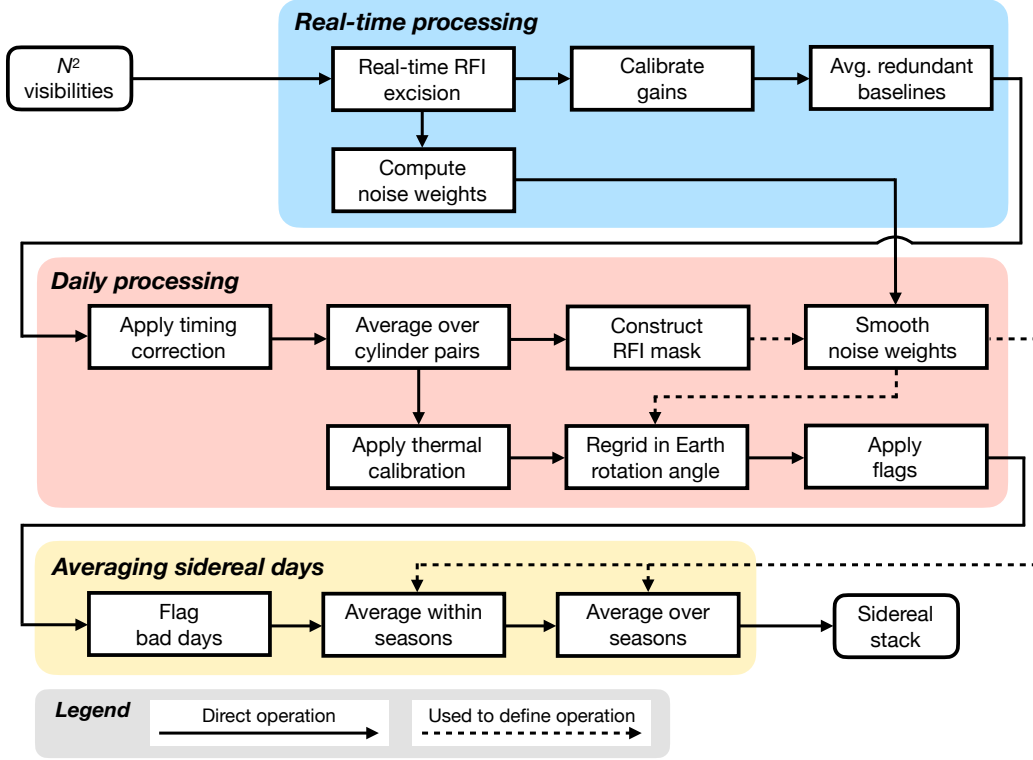 Real-time processing
N²
visibilities
Real-time RFI
excision
Calibrate
gains
Avg. redundant
baselines
Compute
noise weights
Daily processing
Apply timing
correction
Average over
cylinder pairs
Construct
RFI mask
Smooth
noise weights
Apply thermal
calibration
Regrid in Earth
rotation angle
Apply
flags
Averaging sidereal days
Flag
bad days
Average within
seasons
Average over
seasons
Sidereal
stack
Legend
Direct operation
Used to define operation